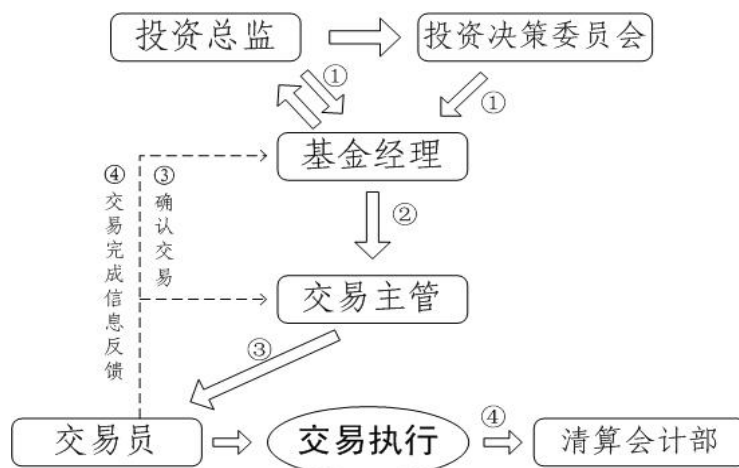 投资总监
投资决策委员会
①
①
基金经理
④交易完成信息反馈
③确认交易
②
交易主管
③
交易员
交易执行
④
清算会计部